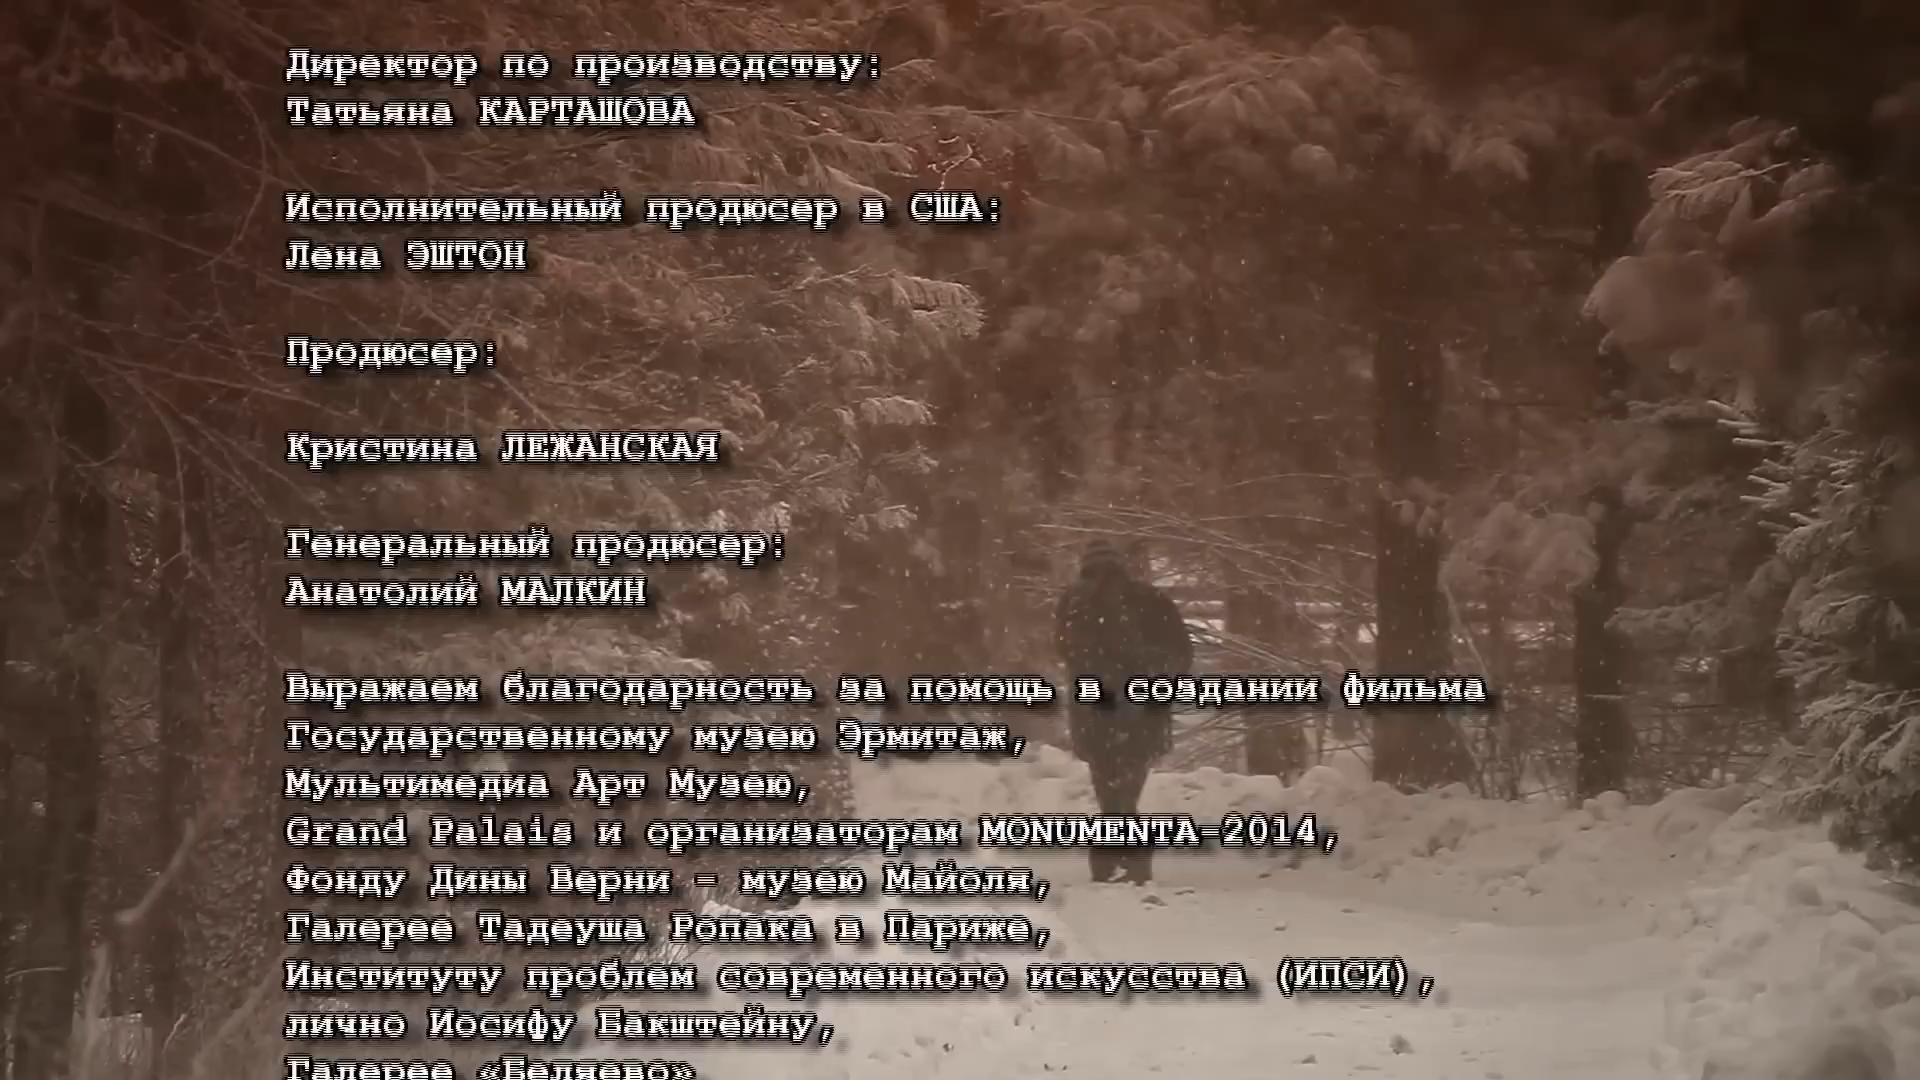 Директор по производству:
Татьяна КАРТАШОВА
Исполнительный продюсер в США:
Лена ЭШТОН
Продюсер:
Кристина ЛЕЖАНСКАЯ
Генеральный продюсер:
Анатолий МАЛКИН
Выражаем благодарность за помощь в создании фильма
Государственному музею Эрмитаж,
Мультимедиа Арт Музею,
Grand Palais и организаторам MONUMENTA-2014,
Фонду Дины Верни - музею Майоля,
Галерее Тадеуша Ропака в Париже,
Институту проблем современного искусства (ИПСИ),
лично Иосифу Бакштейну,
Галерее «Беляево»